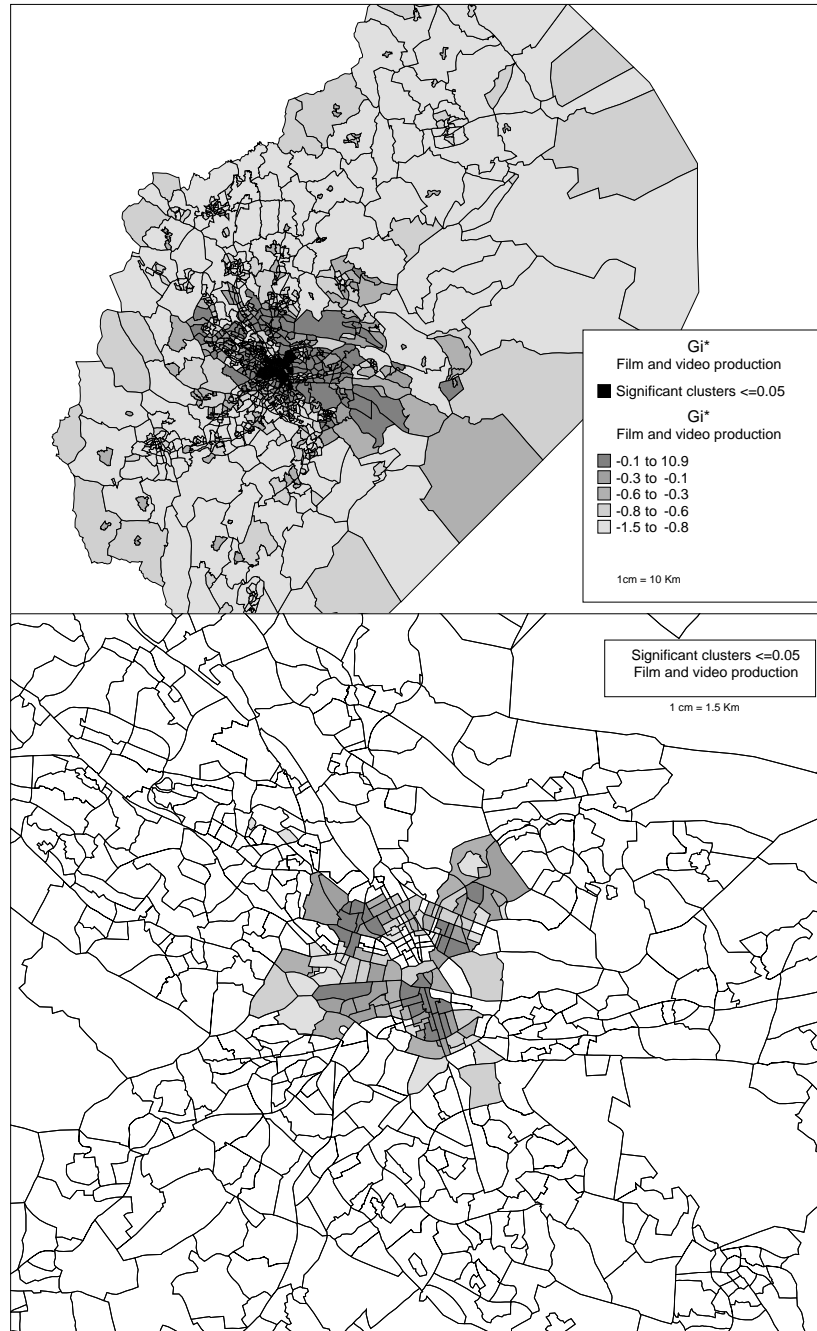 Gi*
Film and video production
Significant clusters <=0.05
Gi*
Film and video production
-0.1 to 10.9
-0.3 to -0.1
-0.6 to -0.3
-0.8 to -0.6
-1.5 to -0.8
1cm = 10 Km
Significant clusters <=0.05
Film and video production
1 cm = 1.5 Km